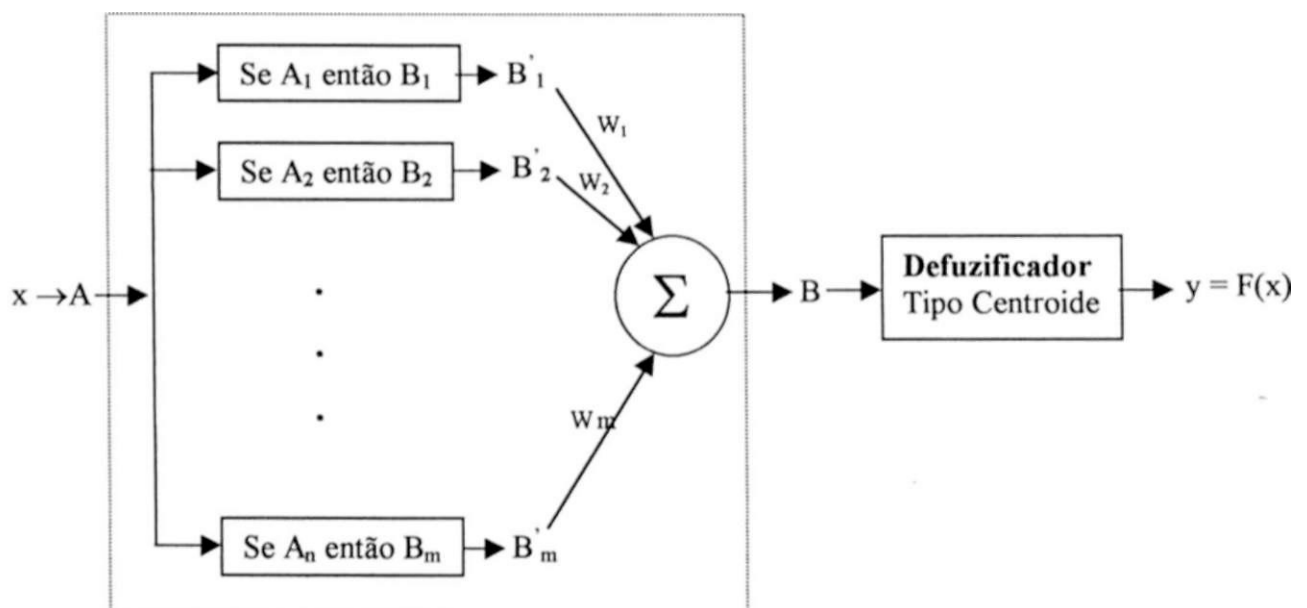 Se A₁ então B₁
B'₁
W₁
Se A₂ então B₂
B'₂
W₂
x → A
Σ
B
Defuzificador
Tipo Centroide
y = F(x)
Wm
Se Aₙ então Bₘ
B'ₘ